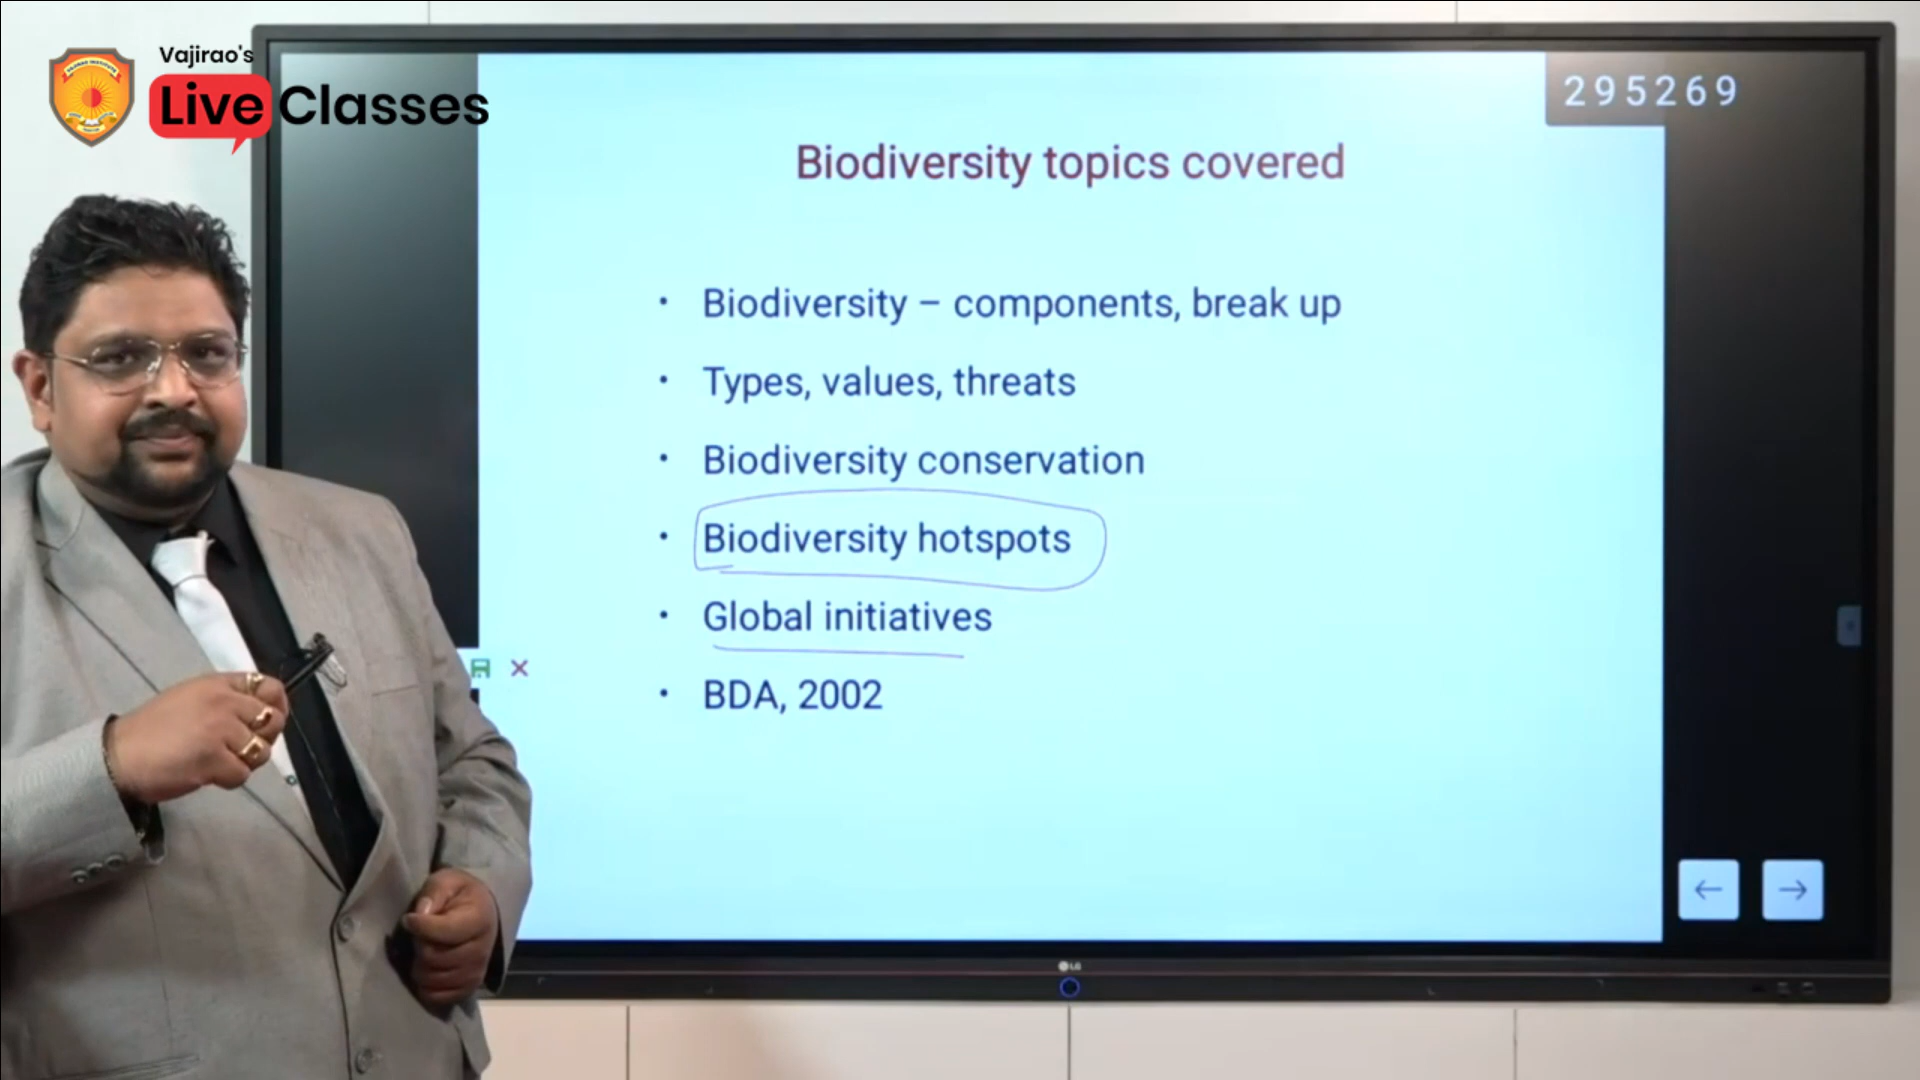 Vajirao's
Live Classes
295269
Biodiversity topics covered
• Biodiversity – components, break up
• Types, values, threats
• Biodiversity conservation
• Biodiversity hotspots
• Global initiatives
• BDA, 2002
LG